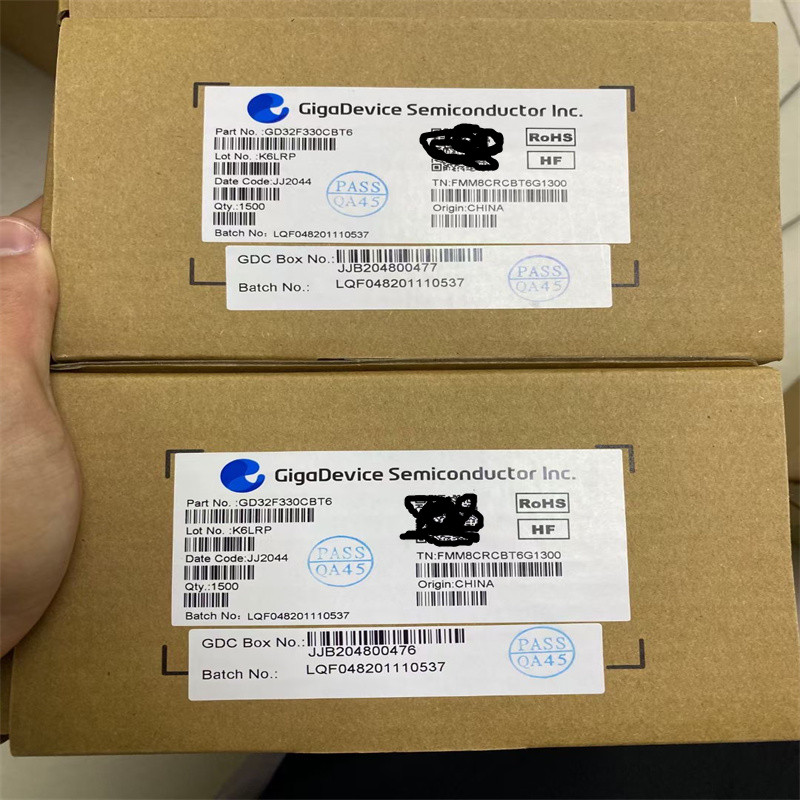 GigaDevice Semiconductor Inc.
Part No. :GD32F330CBT6
RoHS
Lot No. :K6LRP
HF
Date Code:JJ2044
TN:FMM8CRCBT6G1300
PASS
QA45
Qty.:1500
Origin:CHINA
Batch No.: LQF048201110537
GDC Box No.:
JJB204800477
Batch No.: LQF048201110537
PASS
QA45
GigaDevice Semiconductor Inc.
Part No. :GD32F330CBT6
RoHS
Lot No. :K6LRP
HF
Date Code:JJ2044
TN:FMM8CRCBT6G1300
PASS
QA45
Qty.:1500
Origin:CHINA
Batch No.: LQF048201110537
GDC Box No.:
JJB204800476
Batch No.: LQF048201110537
PASS
QA45